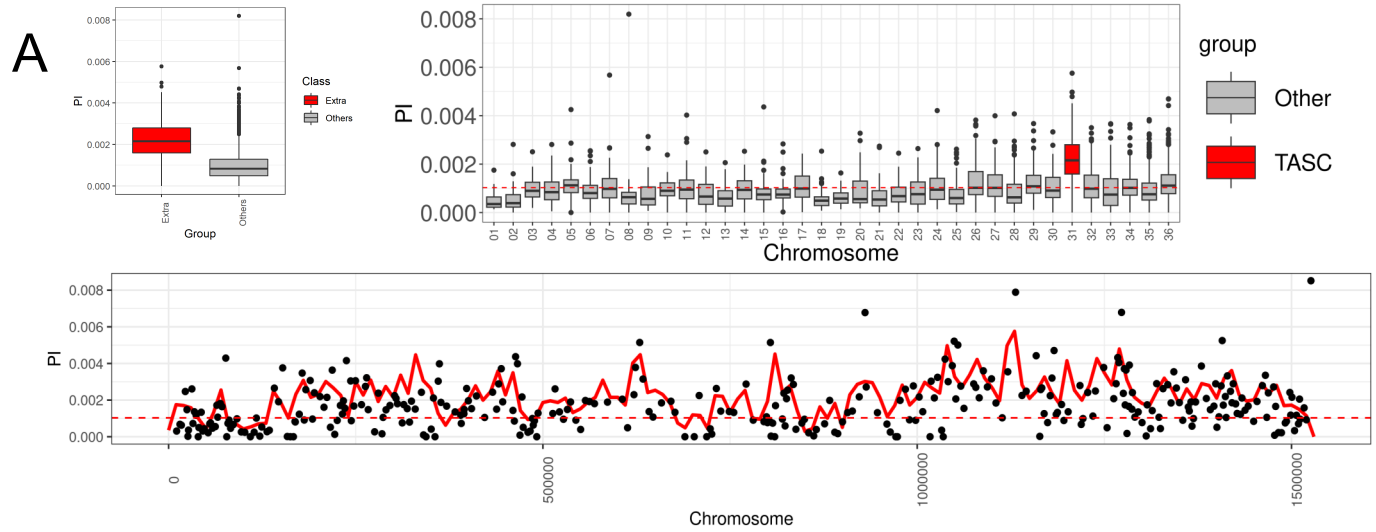 A
0.008
0.006
0.004
0.002
0.000
PI
Extra
Others
Group
Class
Extra
Others
0.008
0.006
0.004
0.002
0.000
PI
01 02 03 04 05 06 07 08 09 10 11 12 13 14 15 16 17 18 19 20 21 22 23 24 25 26 27 28 29 30 31 32 33 34 35 36
Chromosome
group
Other
TASC
0.008
0.006
0.004
0.002
0.000
PI
0 500000 1000000 1500000
Chromosome